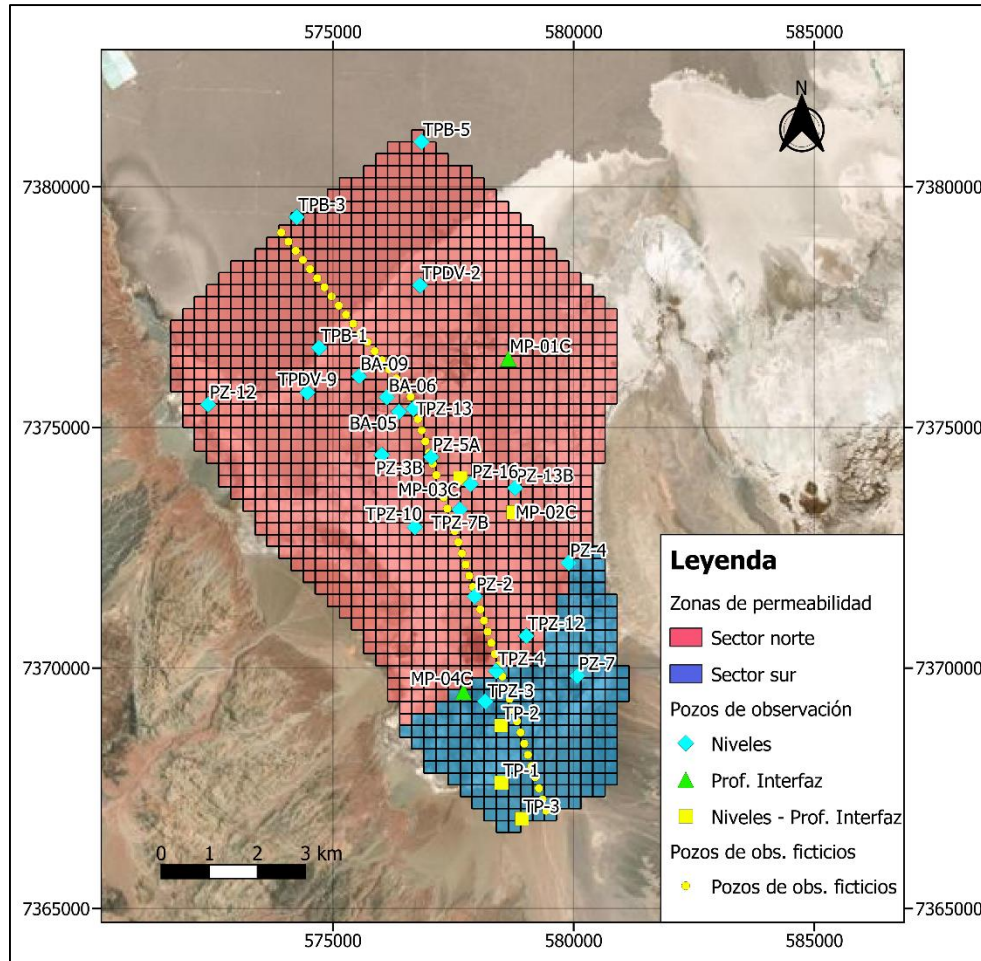 575000
580000
585000
N
TPB-5
7380000
7380000
TPB-3
TPDV-2
TPB-1
MP-01C
BA-09
TPDV-9
BA-06
PZ-12
TPZ-13
7375000
7375000
BA-05
PZ-5A
PZ-3B
PZ-16
PZ-13B
MP-03C
MP-02C
TPZ-10
TPZ-7B
PZ-4
PZ-2
TPZ-12
TPZ-4
PZ-7
7370000
7370000
MP-04C
TPZ-3
TP-2
TP-1
TP-3
0 1 2 3 km
Leyenda
Zonas de permeabilidad
Sector norte
Sector sur
Pozos de observación
Niveles
Prof. Interfaz
Niveles - Prof. Interfaz
Pozos de obs. ficticios
Pozos de obs. ficticios
7365000
7365000
575000
580000
585000